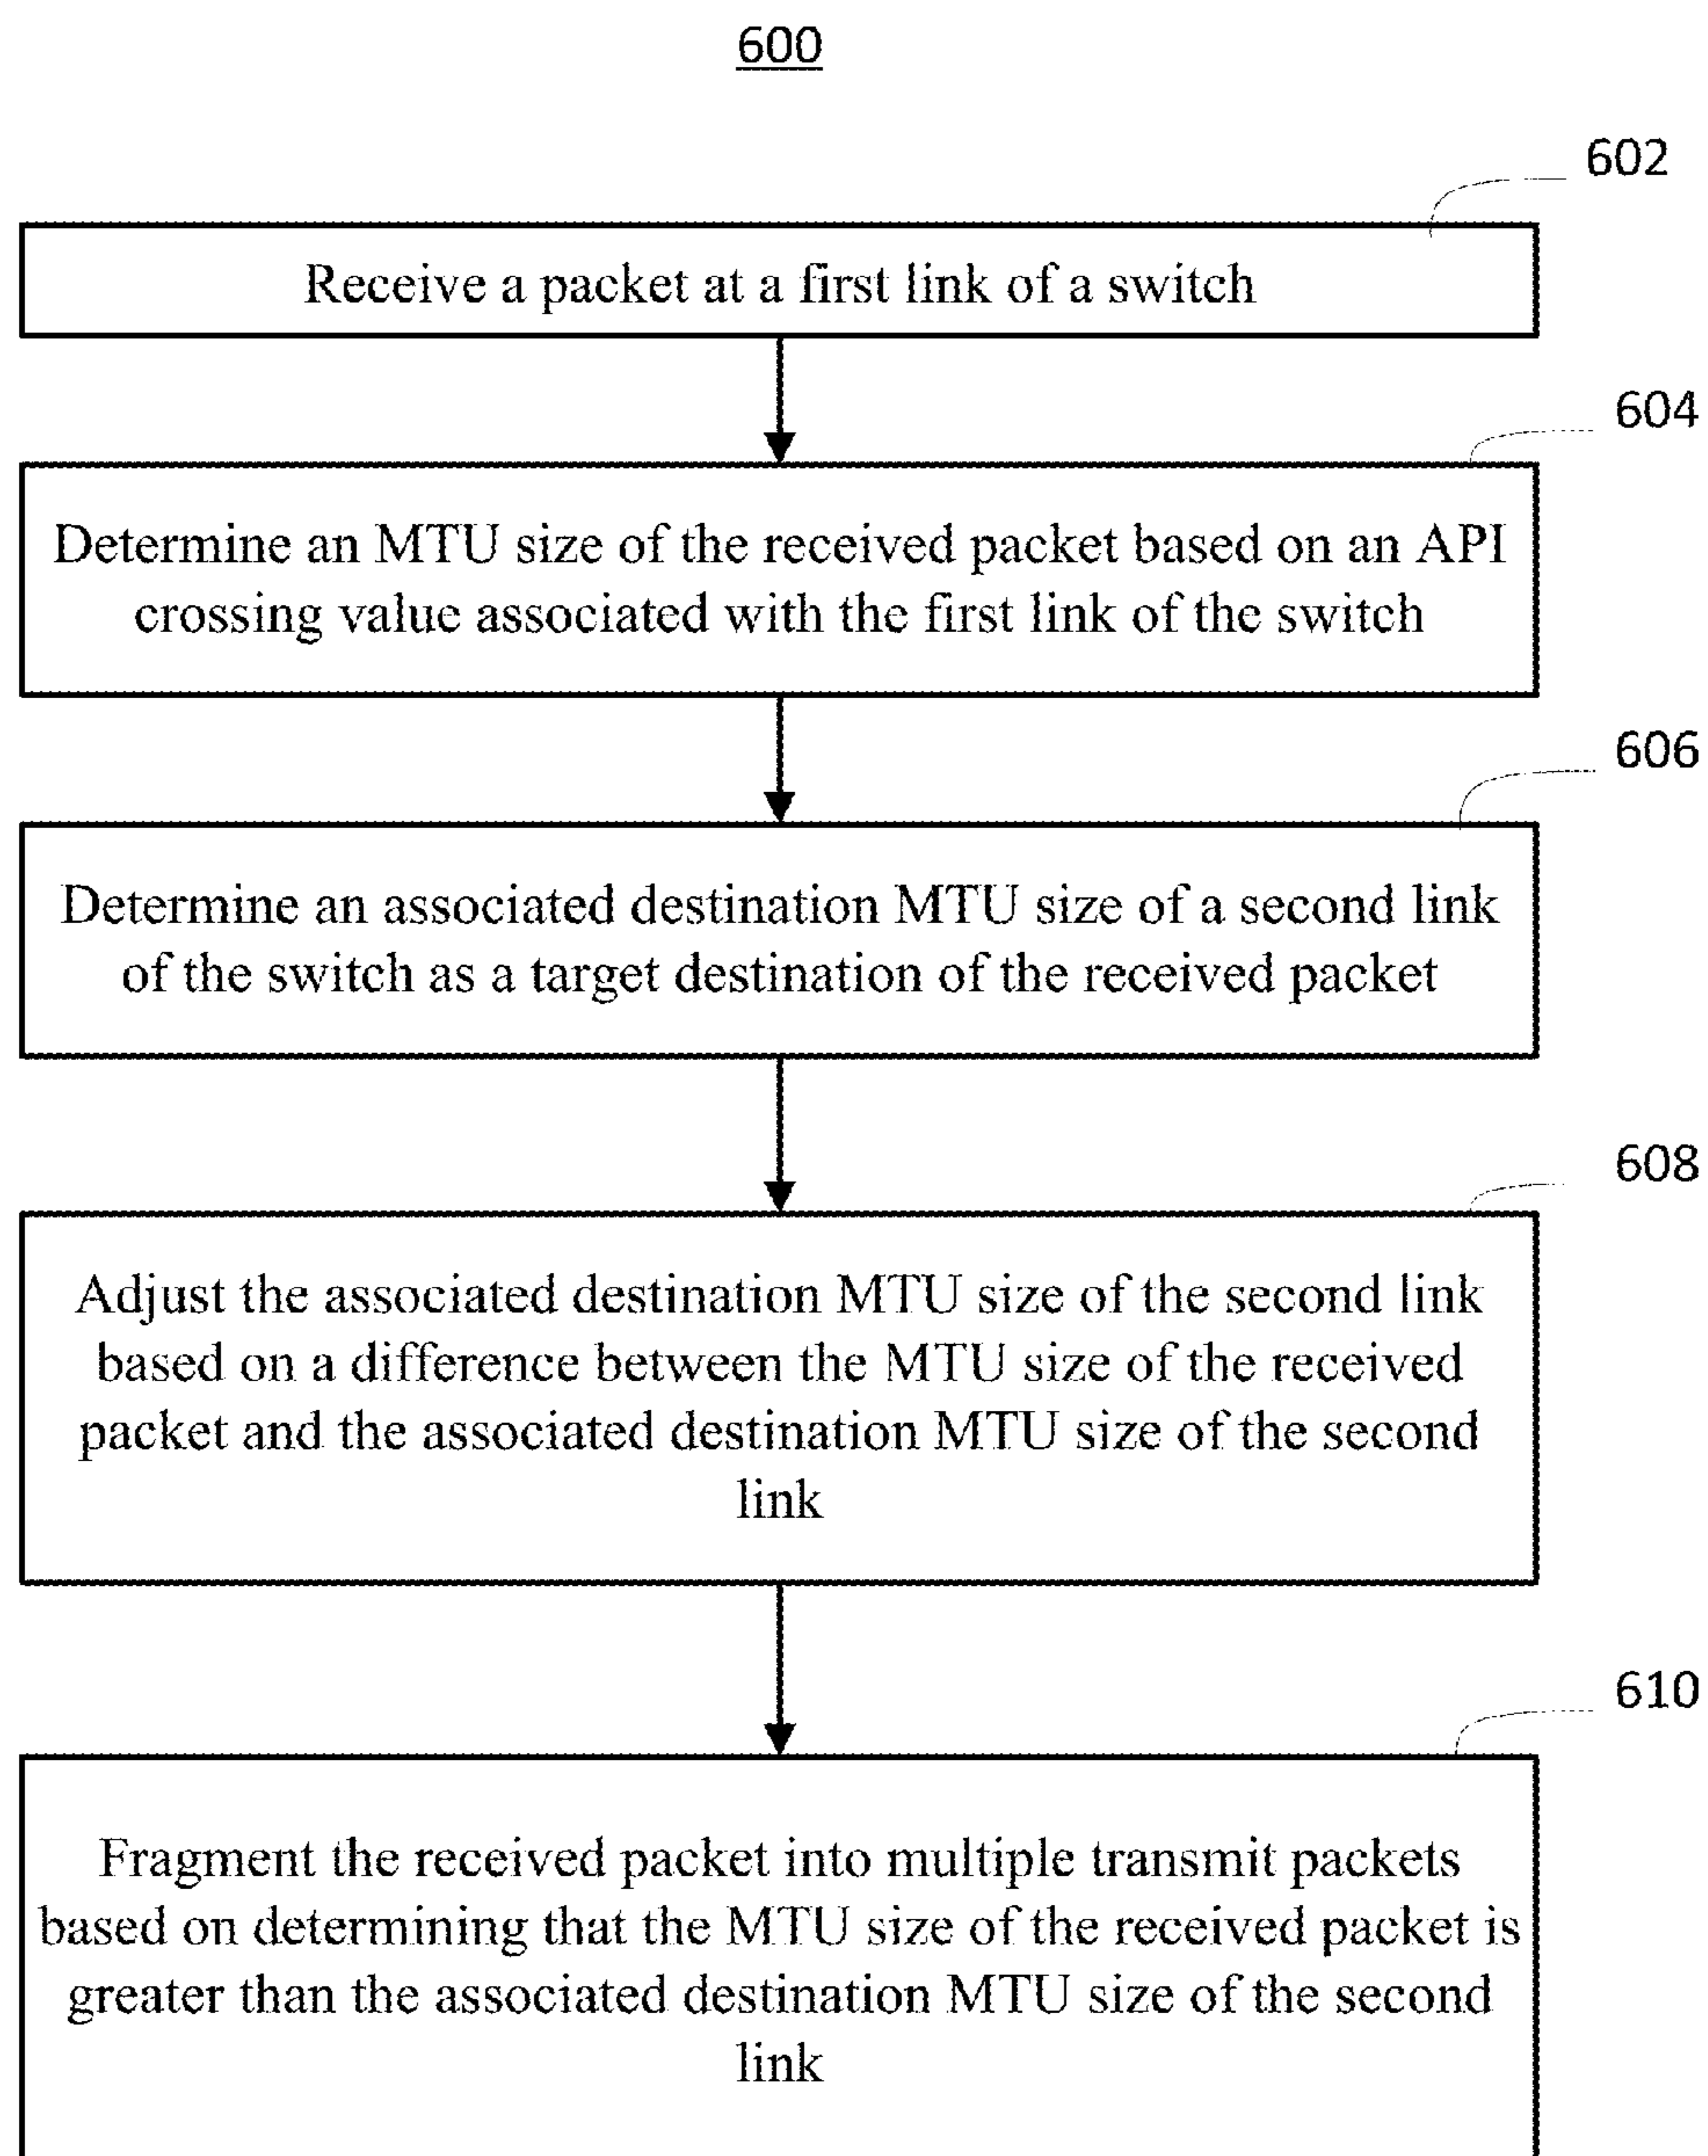 600
602
Receive a packet at a first link of a switch
604
Determine an MTU size of the received packet based on an API
crossing value associated with the first link of the switch
606
Determine an associated destination MTU size of a second link
of the switch as a target destination of the received packet
608
Adjust the associated destination MTU size of the second link
based on a difference between the MTU size of the received
packet and the associated destination MTU size of the second
link
610
Fragment the received packet into multiple transmit packets
based on determining that the MTU size of the received packet is
greater than the associated destination MTU size of the second
link